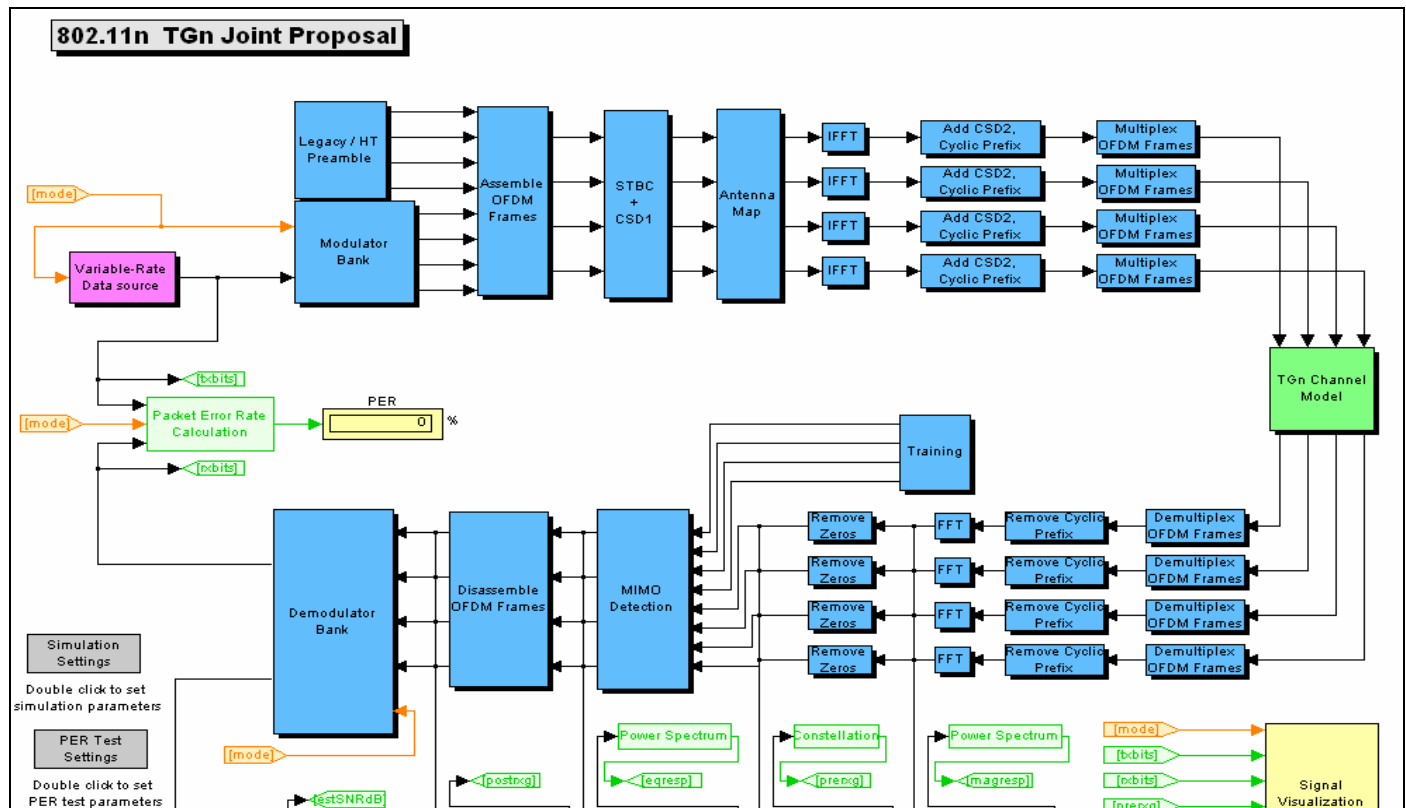 802.11n TGn Joint Proposal
Legacy / HT
Preamble
[mode]
Variable-Rate
Data source
Modulator
Bank
Assemble
OFDM
Frames
STBC
+
CSD1
Antenna
Map
IFFT
Add CSD2,
Cyclic Prefix
Multiplex
OFDM Frames
IFFT
Add CSD2,
Cyclic Prefix
Multiplex
OFDM Frames
IFFT
Add CSD2,
Cyclic Prefix
Multiplex
OFDM Frames
IFFT
Add CSD2,
Cyclic Prefix
Multiplex
OFDM Frames
TGn Channel
Model
[txbits]
[mode]
Packet Error Rate
Calculation
[rxbits]
PER
0
%
Training
Demodulator
Bank
Disassemble
OFDM Frames
MIMO
Detection
Remove
Zeros
FFT
Remove Cyclic
Prefix
Demultiplex
OFDM Frames
Remove
Zeros
FFT
Remove Cyclic
Prefix
Demultiplex
OFDM Frames
Remove
Zeros
FFT
Remove Cyclic
Prefix
Demultiplex
OFDM Frames
Remove
Zeros
FFT
Remove Cyclic
Prefix
Demultiplex
OFDM Frames
Simulation
Settings
Double click to set
simulation parameters
PER Test
Settings
Double click to set
PER test parameters
[mode]
estSNRdB]
[postrxg]
Power Spectrum
[eqresp]
Constellation
[prerxg]
Power Spectrum
[magresp]
[mode]
[txbits]
[rxbits]
[prerxg]
Signal
Visualization